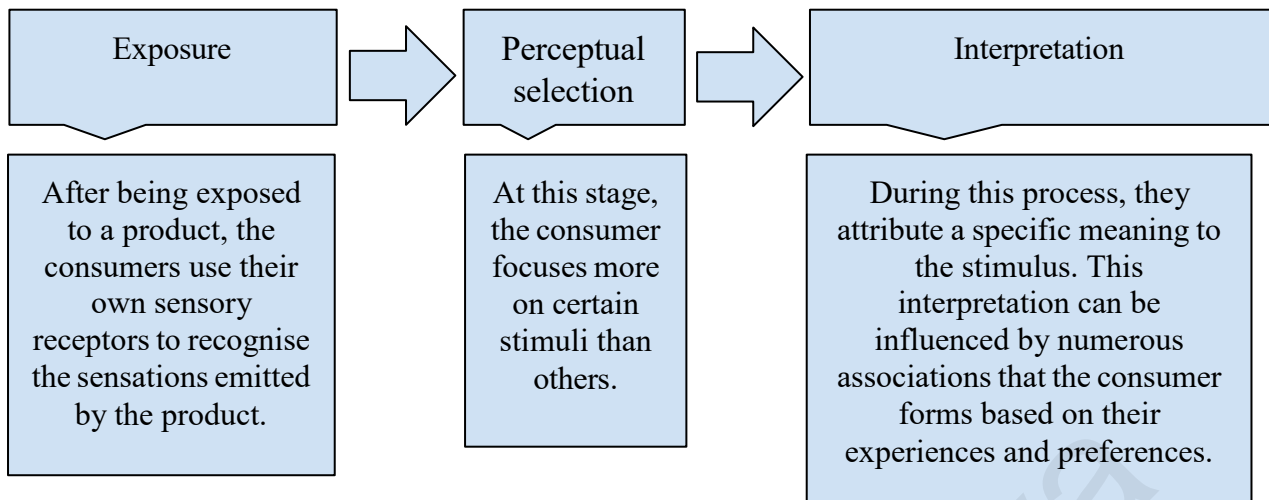 Exposure
Perceptual
selection
Interpretation
After being exposed
to a product, the
consumers use their
own sensory
receptors to recognise
the sensations emitted
by the product.
At this stage,
the consumer
focuses more
on certain
stimuli than
others.
During this process, they
attribute a specific meaning to
the stimulus. This
interpretation can be
influenced by numerous
associations that the consumer
forms based on their
experiences and preferences.